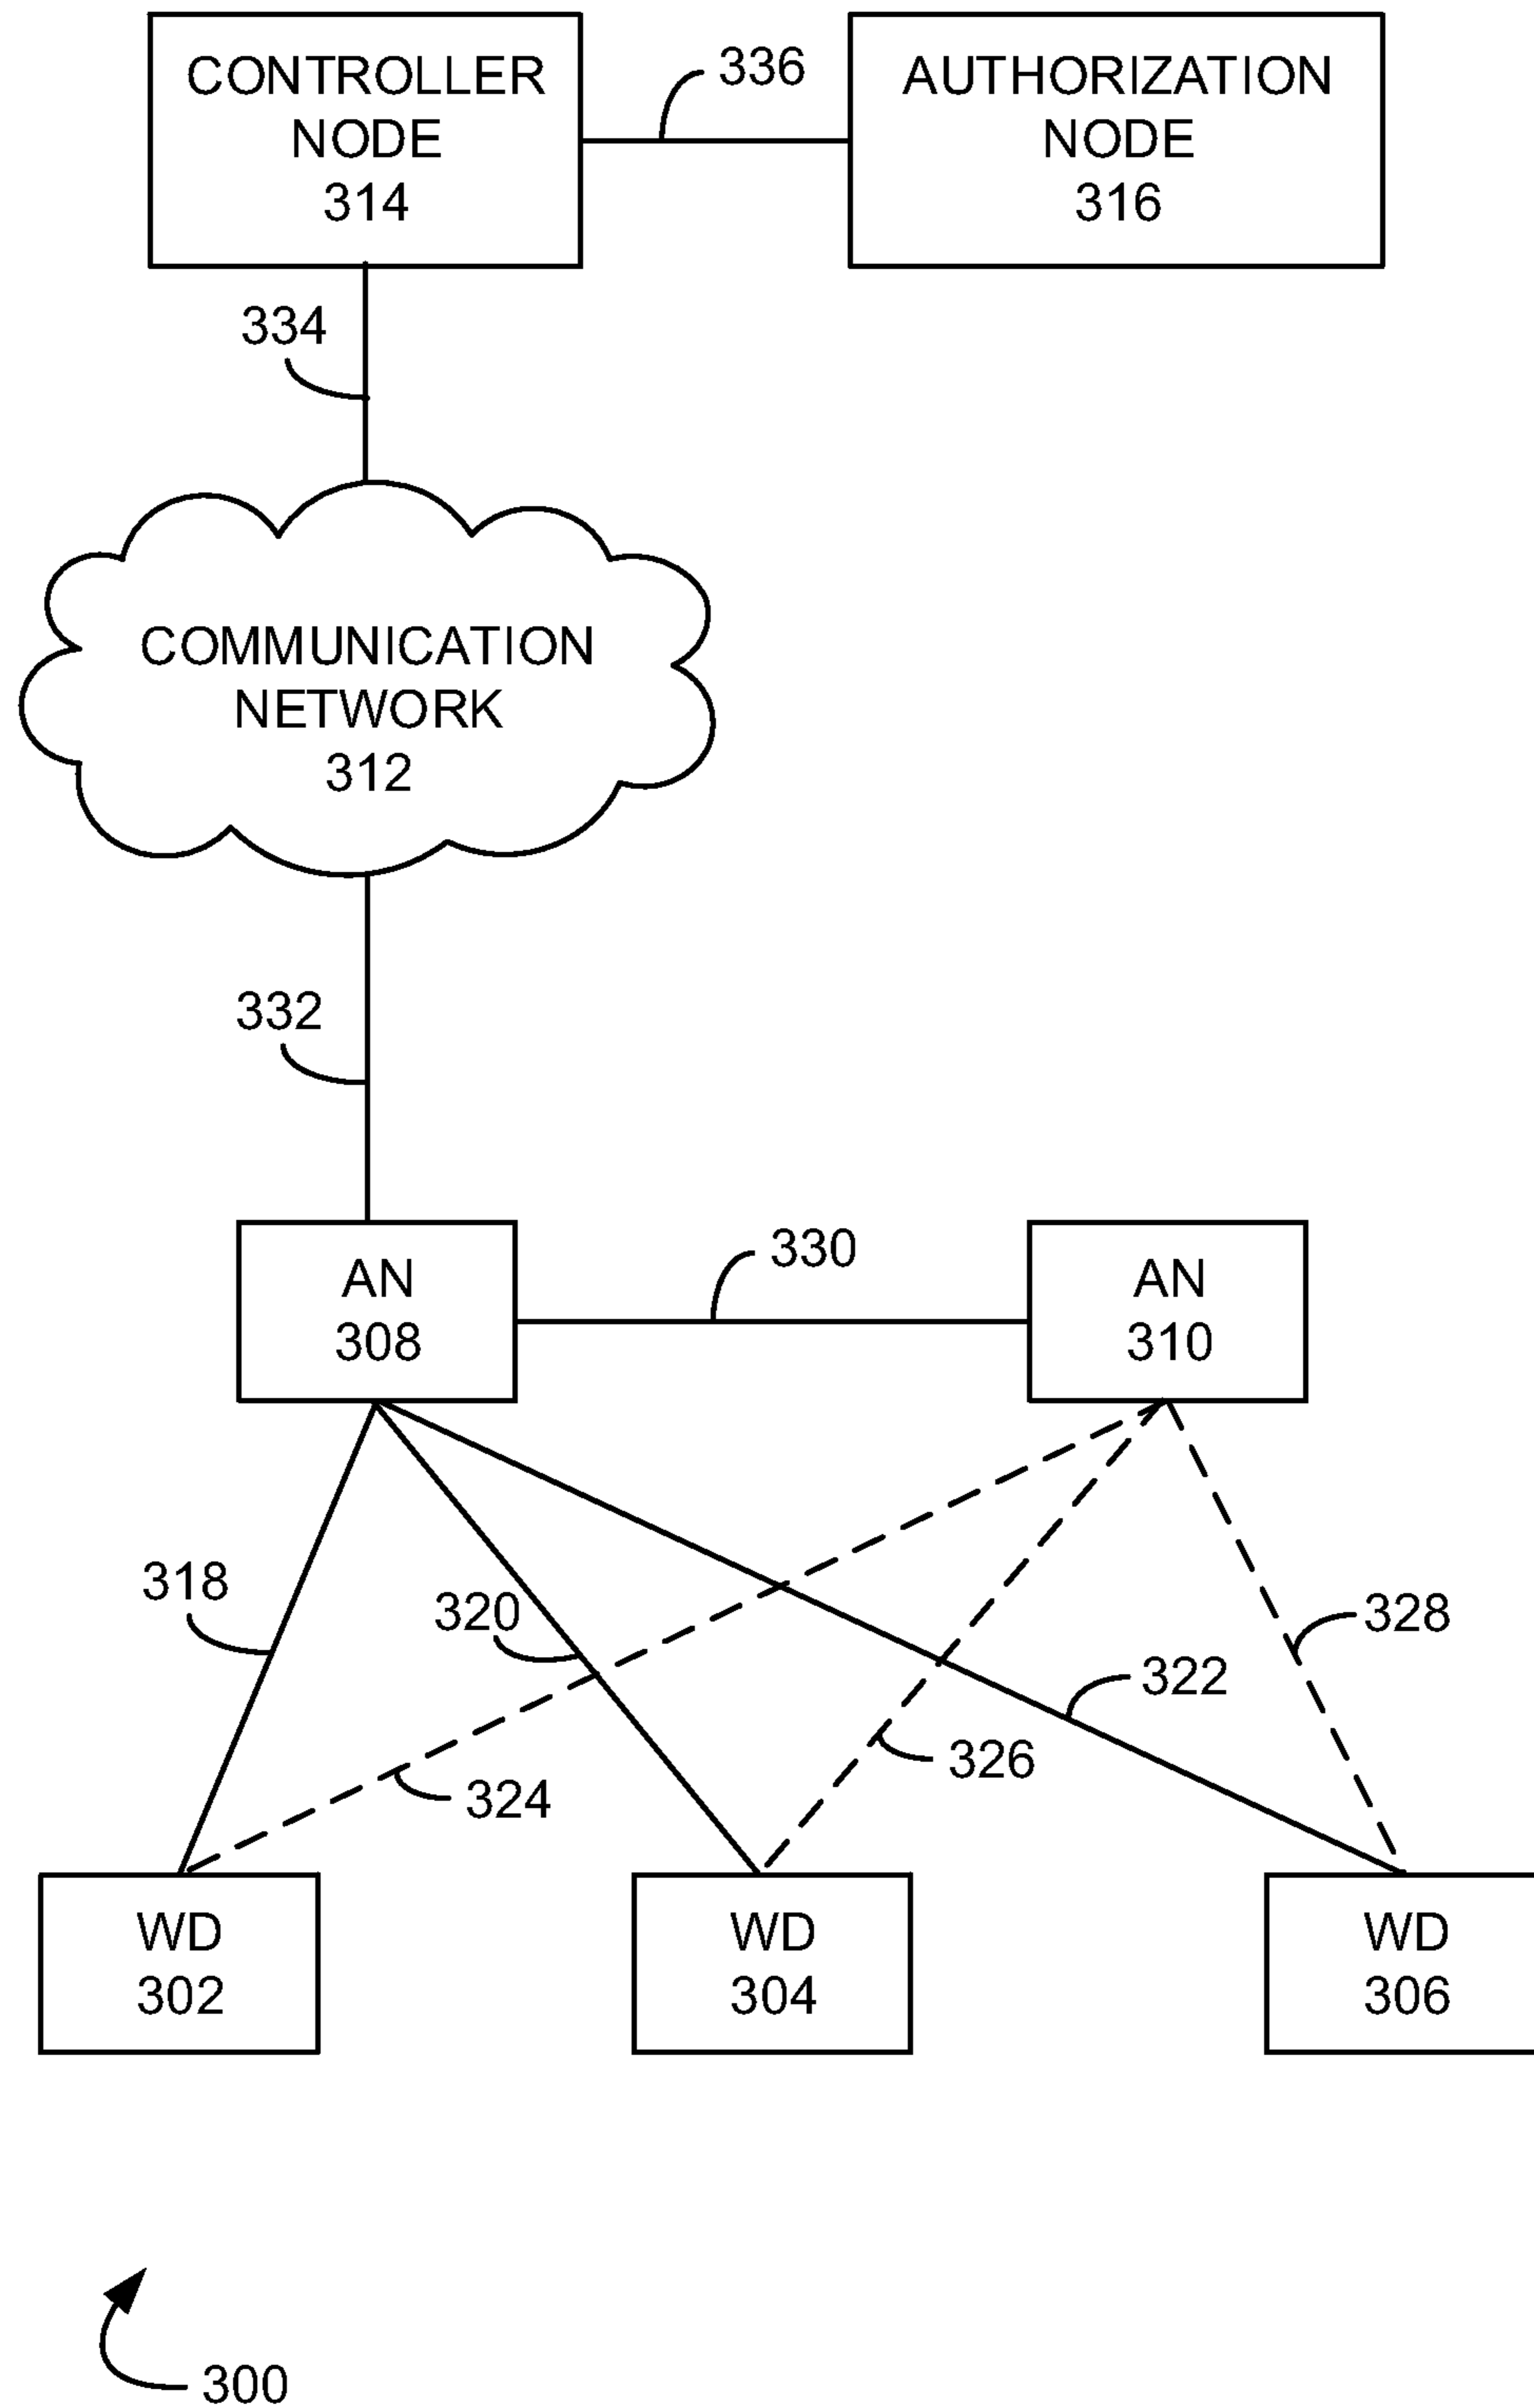 CONTROLLER
NODE
314
336
AUTHORIZATION
NODE
316
334
COMMUNICATION
NETWORK
312
332
AN
308
330
AN
310
318
320
328
322
326
324
WD
302
WD
304
WD
306
300